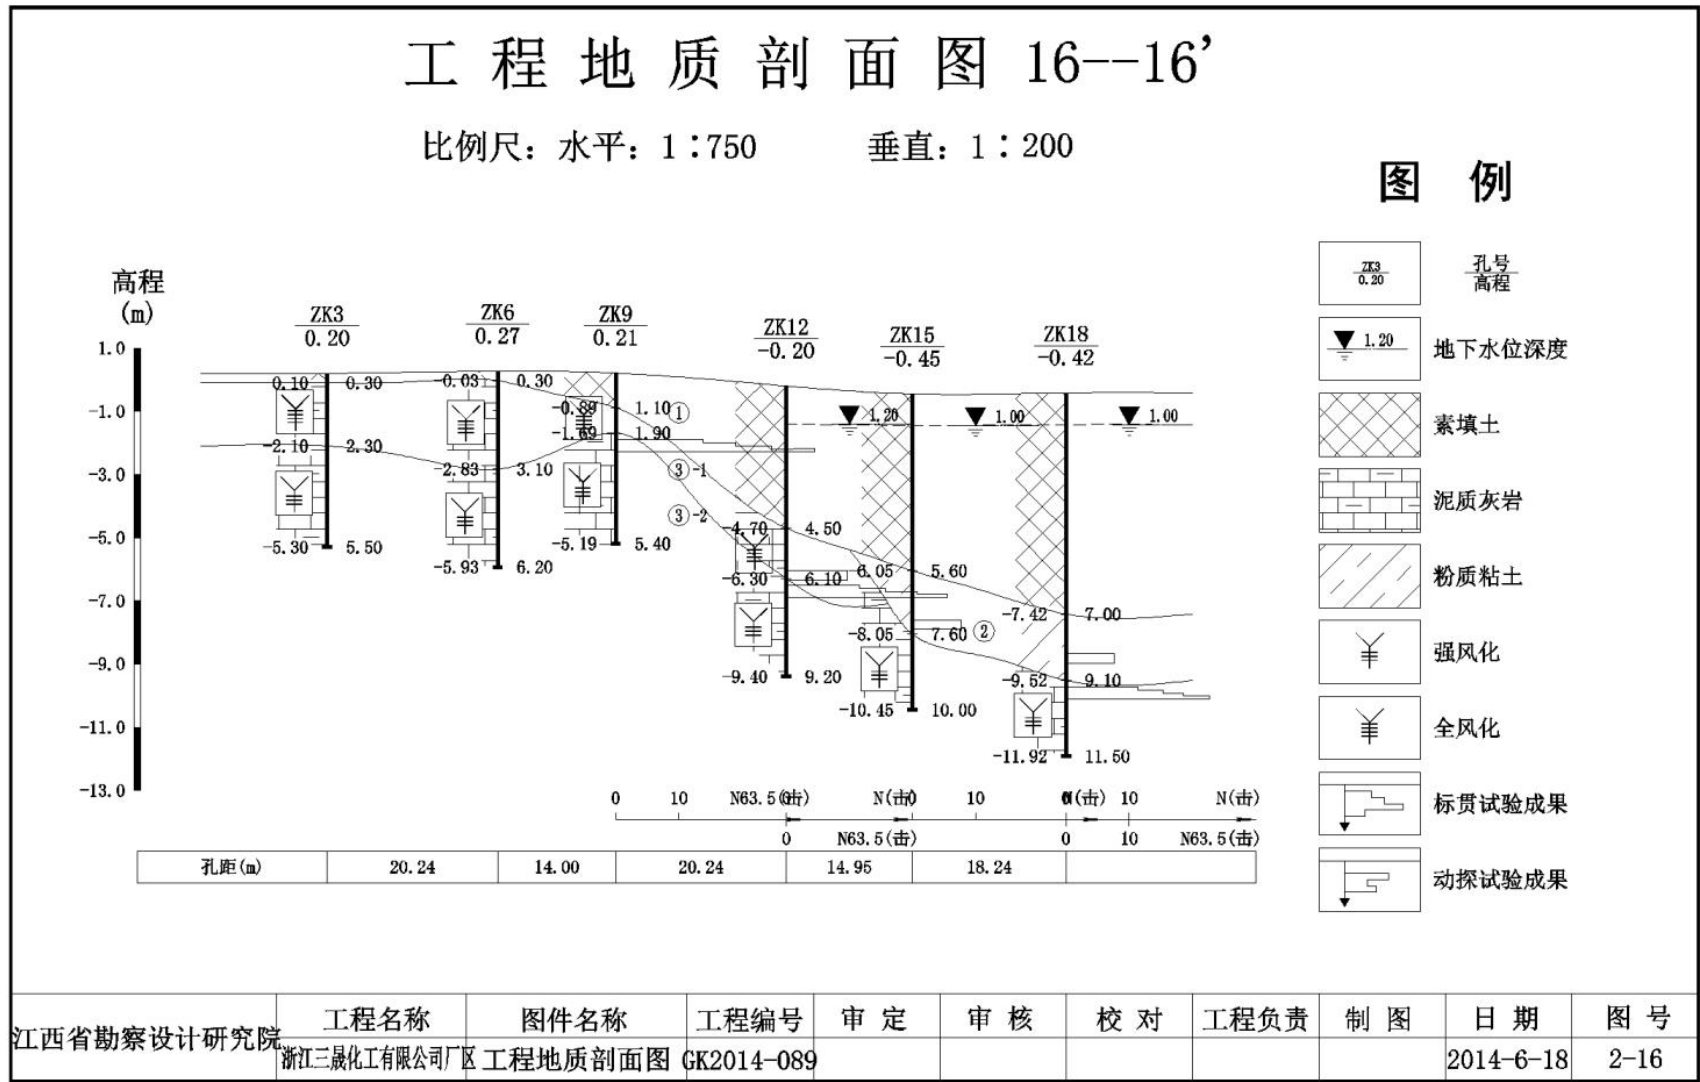 工程地质剖面图 16--16'
比例尺：水平：1：750 垂直：1：200
图 例
ZK3
0.20
孔号
高程
1.20
地下水位深度
素填土
泥质灰岩
粉质粘土
强风化
全风化
标贯试验成果
动探试验成果
高程
(m)
1.0
-1.0
-3.0
-5.0
-7.0
-9.0
-11.0
-13.0
ZK3
0.20
ZK6
0.27
ZK9
0.21
ZK12
-0.20
ZK15
-0.45
ZK18
-0.42
0.10 0.30
-2.10 2.30
-5.30 5.50
-0.03 0.30
-2.83 3.10
-5.93 6.20
-0.89 1.10
-1.69 1.90
-5.19 5.40
①
③-1
③-2
-4.70 4.50
-6.30 6.10
-9.40 9.20
1.20
6.05 5.60
-8.05 7.60
-10.45 10.00
②
1.00
1.00
-7.42 7.00
-9.52 9.10
-11.92 11.50
0 10 N63.5(击) N(击) 10 N(击) 10 N(击)
0 N63.5(击) 0 10 N63.5(击)
孔距(m) 20.24 14.00 20.24 14.95 18.24
江西省勘察设计研究院
工程名称 图件名称 工程编号 审 定 审 核 校 对 工程负责 制 图 日 期 图 号
浙江三晟化工有限公司厂区 工程地质剖面图 GK2014-089 2014-6-18 2-16